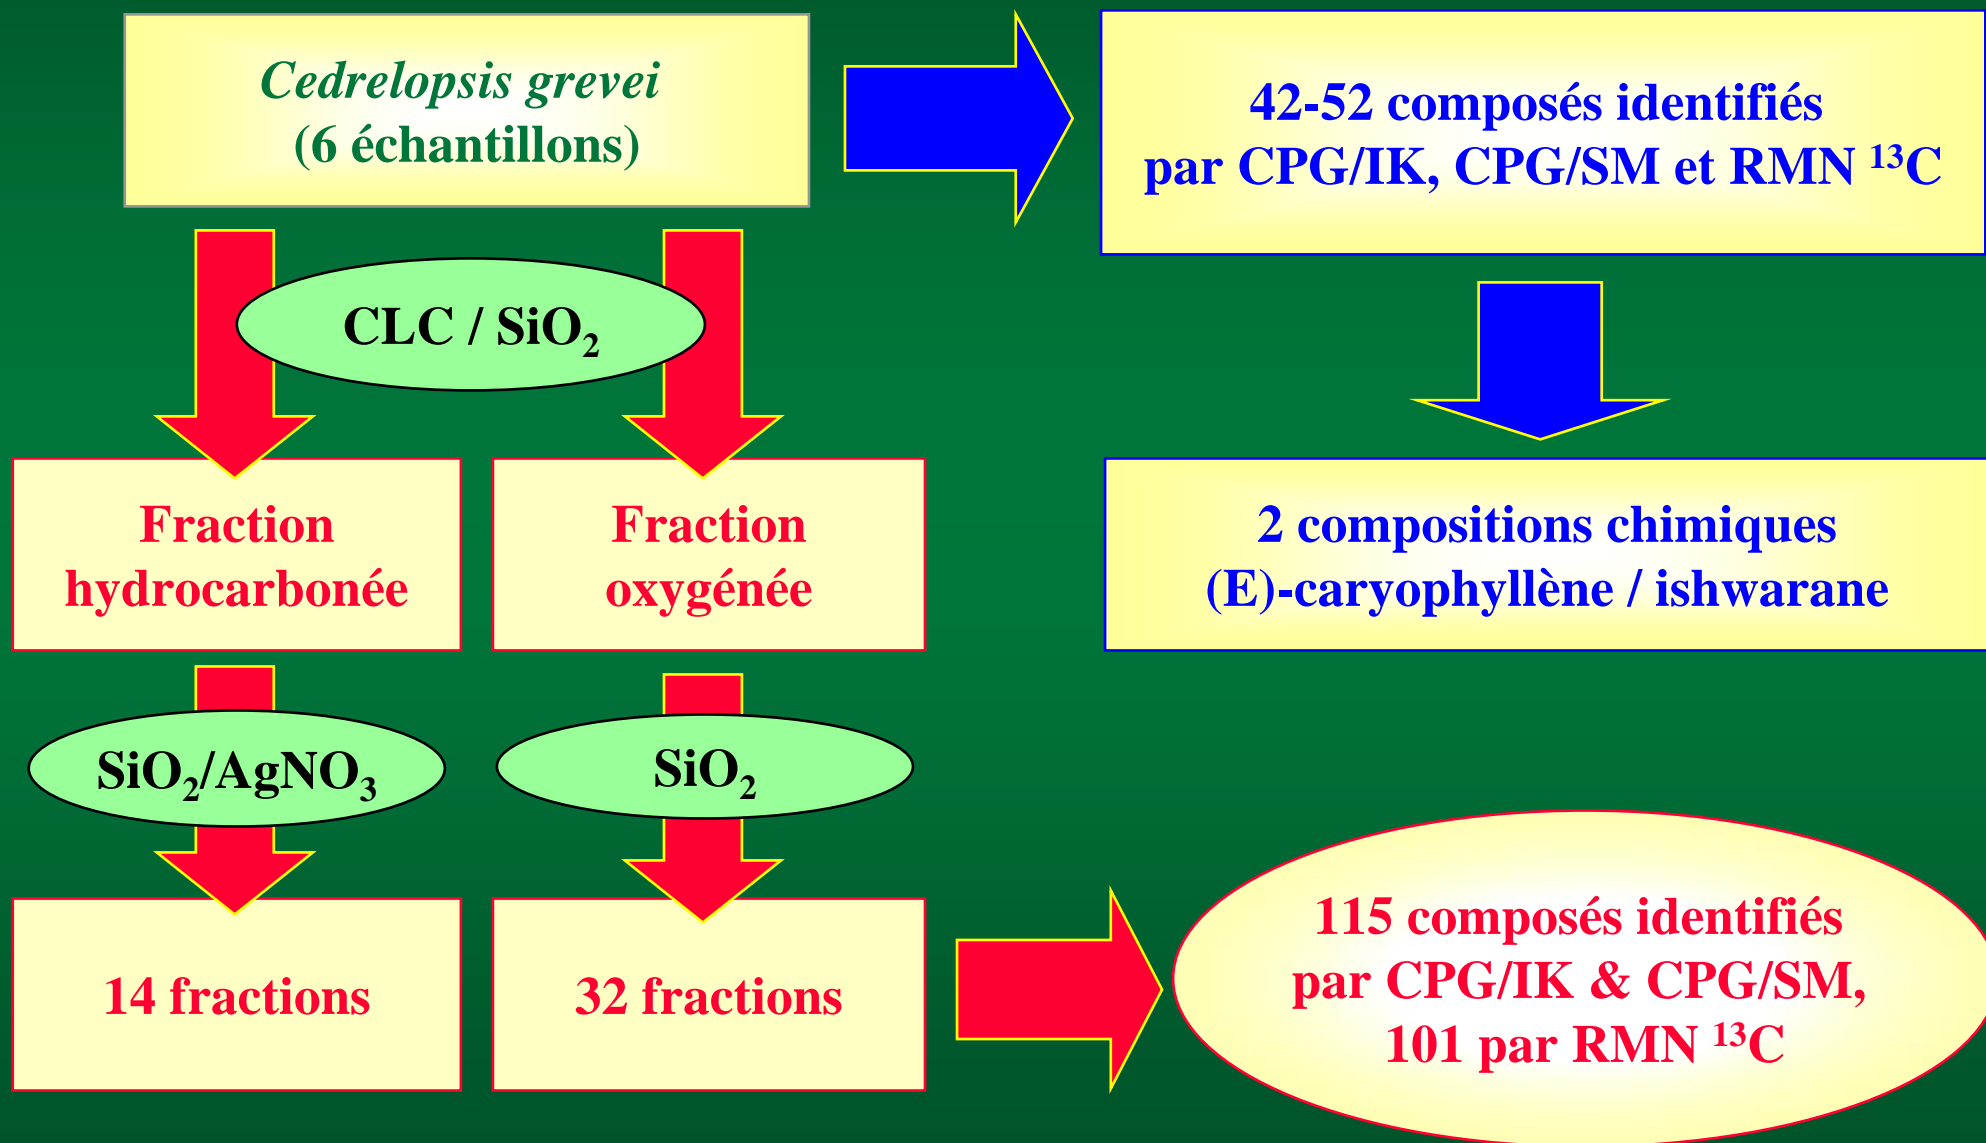 Cedrelopsis grevei
(6 échantillons)
42-52 composés identifiés
par CPG/IK, CPG/SM et RMN ¹³C
CLC / SiO₂
Fraction
hydrocarbonée
Fraction
oxygénée
2 compositions chimiques
(E)-caryophyllène / ishwarane
SiO₂/AgNO₃
SiO₂
14 fractions
32 fractions
115 composés identifiés
par CPG/IK & CPG/SM,
101 par RMN ¹³C